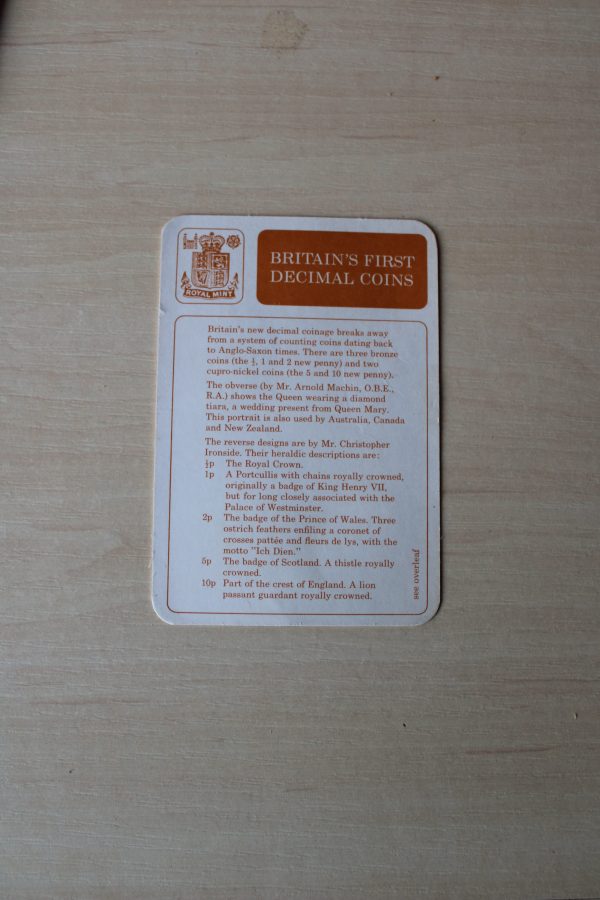 ROYAL MINT
BRITAIN'S FIRST
DECIMAL COINS
Britain's new decimal coinage breaks away
from a system of counting coins dating back
to Anglo-Saxon times. There are three bronze
coins (the ½, 1 and 2 new penny) and two
cupro-nickel coins (the 5 and 10 new penny).
The obverse (by Mr. Arnold Machin, O.B.E.,
R.A.) shows the Queen wearing a diamond
tiara, a wedding present from Queen Mary.
This portrait is also used by Australia, Canada
and New Zealand.
The reverse designs are by Mr. Christopher
Ironside. Their heraldic descriptions are:
½p The Royal Crown.
1p A Portcullis with chains royally crowned,
originally a badge of King Henry VII,
but for long closely associated with the
Palace of Westminster.
2p The badge of the Prince of Wales. Three
ostrich feathers enfiling a coronet of
crosses pattée and fleurs de lys, with the
motto "Ich Dien."
5p The badge of Scotland. A thistle royally
crowned.
10p Part of the crest of England. A lion
passant guardant royally crowned.
see overleaf